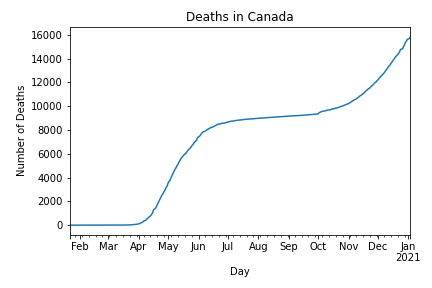 Deaths in Canada
16000
14000
12000
10000
8000
6000
4000
2000
0
Number of Deaths
Feb Mar Apr May Jun Jul Aug Sep Oct Nov Dec Jan
2021
Day